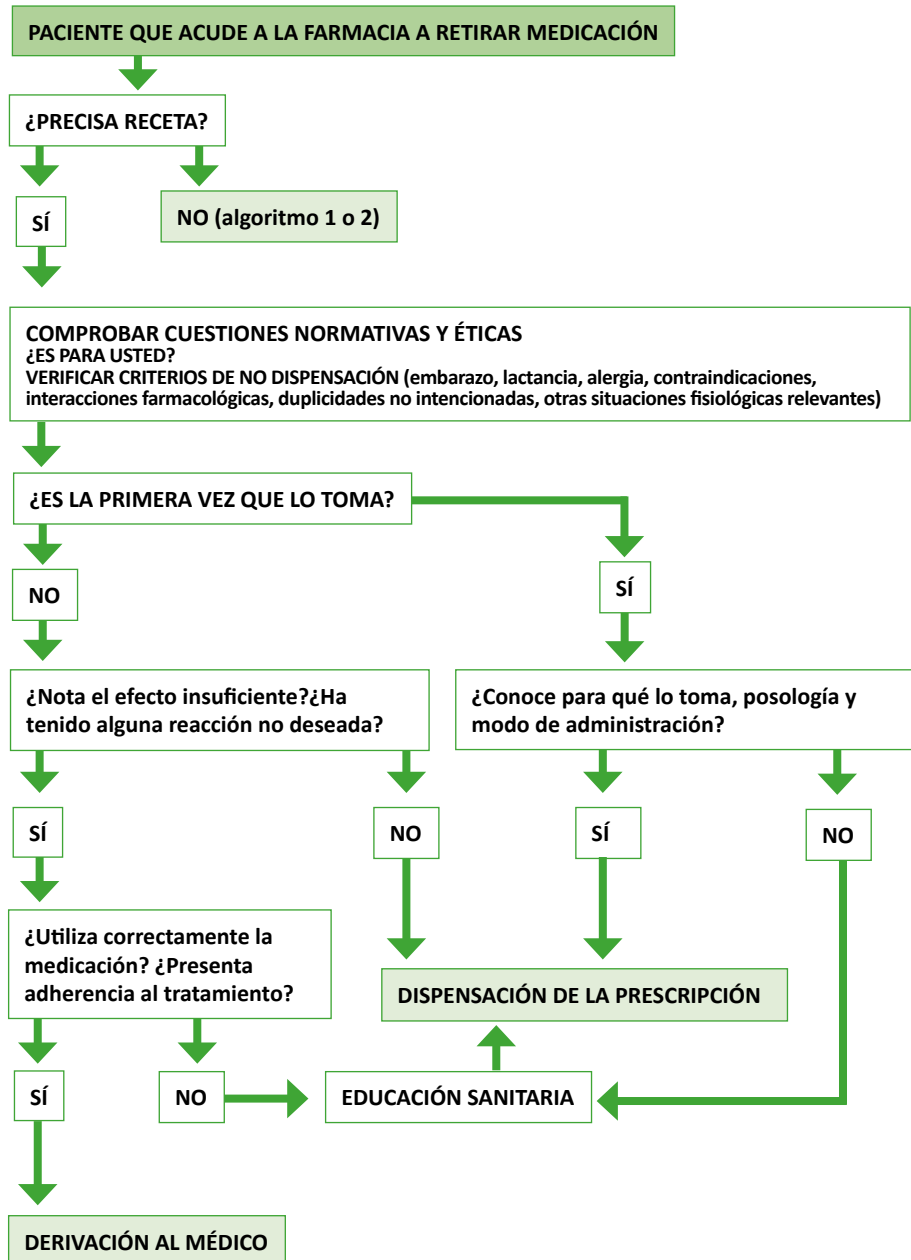 PACIENTE QUE ACUDE A LA FARMACIA A RETIRAR MEDICACIÓN
¿PRECISA RECETA?
SÍ
NO (algoritmo 1 o 2)
COMPROBAR CUESTIONES NORMATIVAS Y ÉTICAS
¿ES PARA USTED?
VERIFICAR CRITERIOS DE NO DISPENSACIÓN (embarazo, lactancia, alergia, contraindicaciones,
interacciones farmacológicas, duplicidades no intencionadas, otras situaciones fisiológicas relevantes)
¿ES LA PRIMERA VEZ QUE LO TOMA?
NO
SÍ
¿Nota el efecto insuficiente?¿Ha
tenido alguna reacción no deseada?
¿Conoce para qué lo toma, posología y
modo de administración?
SÍ
NO
SÍ
NO
¿Utiliza correctamente la
medicación? ¿Presenta
adherencia al tratamiento?
DISPENSACIÓN DE LA PRESCRIPCIÓN
SÍ
NO
EDUCACIÓN SANITARIA
DERIVACIÓN AL MÉDICO